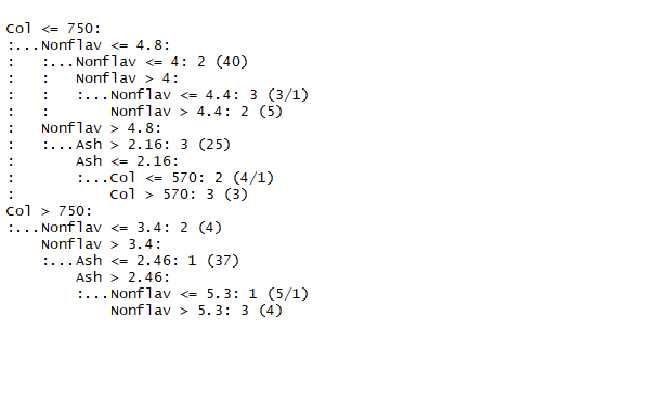 Col <= 750:
:...Nonflav <= 4.8:
:   :...Nonflav <= 4: 2 (40)
:   :   Nonflav > 4:
:   :   :...Nonflav <= 4.4: 3 (3/1)
:   :       Nonflav > 4.4: 2 (5)
:   Nonflav > 4.8:
:   :...Ash > 2.16: 3 (25)
:       Ash <= 2.16:
:       :...Col <= 570: 2 (4/1)
:           Col > 570: 3 (3)
Col > 750:
:...Nonflav <= 3.4: 2 (4)
    Nonflav > 3.4:
    :...Ash <= 2.46: 1 (37)
        Ash > 2.46:
        :...Nonflav <= 5.3: 1 (5/1)
            Nonflav > 5.3: 3 (4)